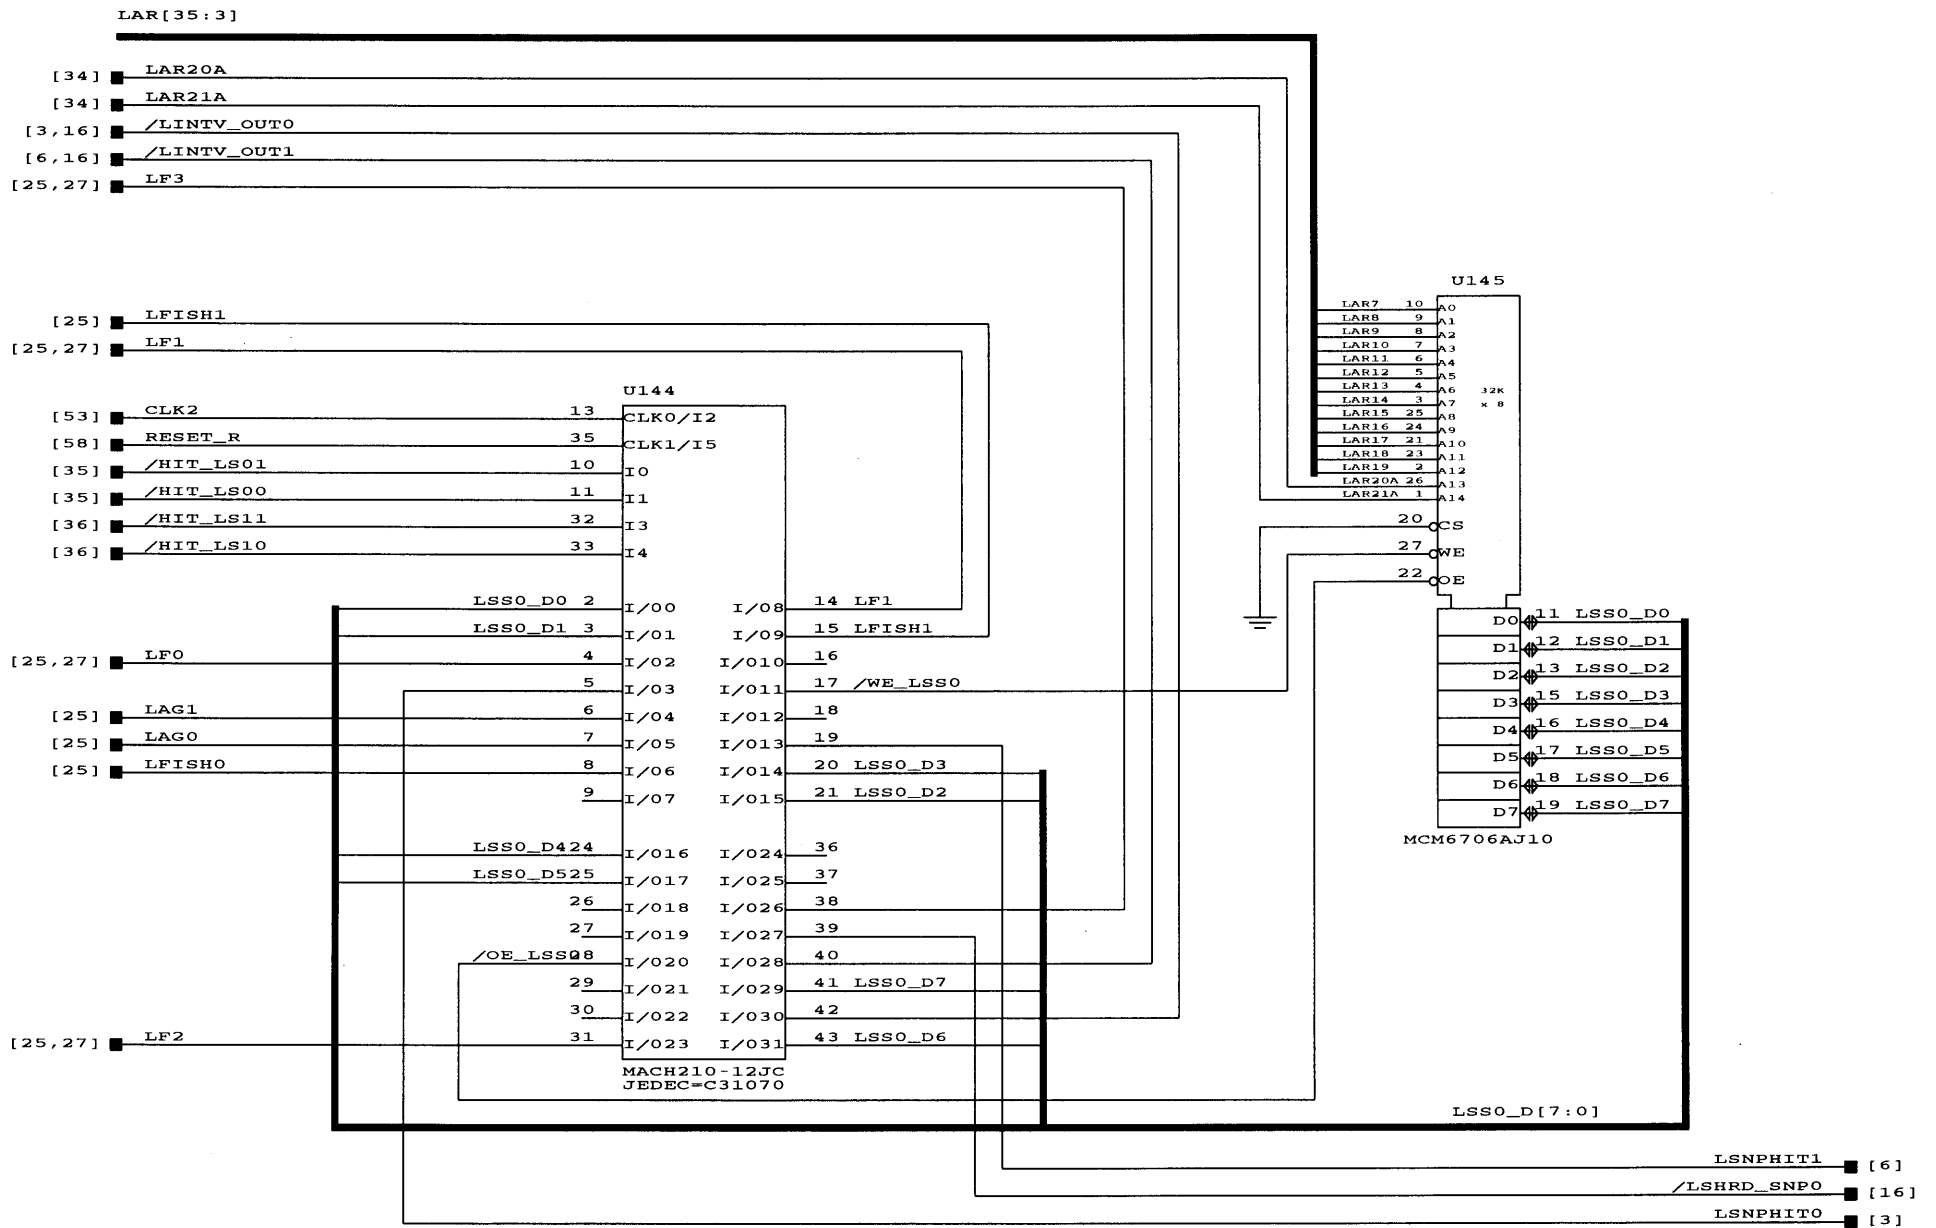 LAR[35:3]
[34] LAR20A
[34] LAR21A
[3,16] /LINTV_OUT0
[6,16] /LINTV_OUT1
[25,27] LF3
U145
LAR7 10 A0
LAR8 9 A1
LAR9 8 A2
LAR10 7 A3
LAR11 6 A4
LAR12 5 A5
LAR13 4 A6
LAR14 3 A7
LAR15 25 A8
LAR16 24 A9
LAR17 21 A10
LAR18 23 A11
LAR19 2 A12
LAR20A 26 A13
LAR21A 1 A14
32K
x 8
20 CS
27 WE
22 OE
D0 11 LSS0_D0
D1 12 LSS0_D1
D2 13 LSS0_D2
D3 15 LSS0_D3
D4 16 LSS0_D4
D5 17 LSS0_D5
D6 18 LSS0_D6
D7 19 LSS0_D7
MCM6706AJ10
[25] LFISH1
[25,27] LF1
U144
[53] CLK2 13 CLK0/I2
[58] RESET_R 35 CLK1/I5
[35] /HIT_LS01 10 I0
[35] /HIT_LS00 11 I1
[36] /HIT_LS11 32 I3
[36] /HIT_LS10 33 I4
LSS0_D0 2 I/O0 I/O8 14 LF1
LSS0_D1 3 I/O1 I/O9 15 LFISH1
[25,27] LF0 4 I/O2 I/O10 16
5 I/O3 I/O11 17 /WE_LSS0
[25] LAG1 6 I/O4 I/O12 18
[25] LAG0 7 I/O5 I/O13 19
[25] LFISH0 8 I/O6 I/O14 20 LSS0_D3
9 I/O7 I/O15 21 LSS0_D2
LSS0_D4 24 I/O16 I/O24 36
LSS0_D5 25 I/O17 I/O25 37
26 I/O18 I/O26 38
27 I/O19 I/O27 39
/OE_LSS0 28 I/O20 I/O28 40
29 I/O21 I/O29 41 LSS0_D7
30 I/O22 I/O30 42
[25,27] LF2 31 I/O23 I/O31 43 LSS0_D6
MACH210-12JC
JEDEC=C31070
LSS0_D[7:0]
LSNPHIT1 [6]
/LSHRD_SNP0 [16]
LSNPHIT0 [3]